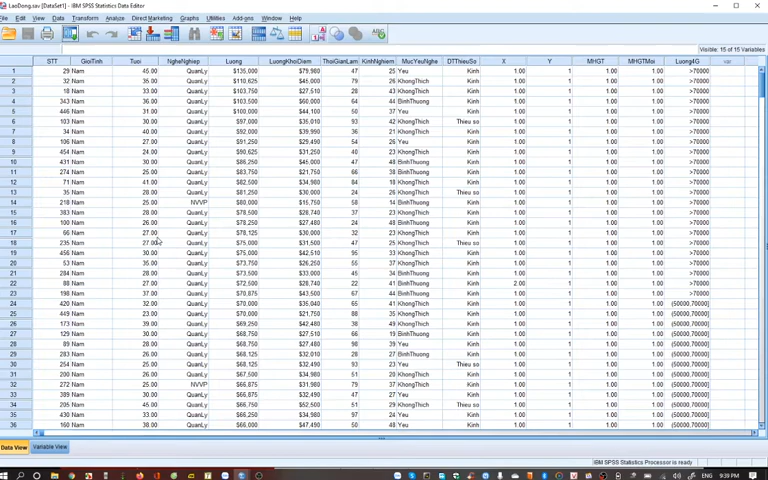 LaoDong.sav [DataSet1] - IBM SPSS Statistics Data Editor
File Edit View Data Transform Analyze Direct Marketing Graphs Utilities Add-ons Window Help
Visible: 15 of 15 Variables
STT GioiTinh Tuoi NgheNghiep Luong LuongKhoiDiem ThoiGianLam KinhNghiem MucYeuNghe DTThieuSo X Y MHGT MHGTMoi Luong4G var
1 29 Nam 45.00 QuanLy $135,000 $79,980 47 25 Yeu Kinh 1.00 1 1.00 1.00 >70000
2 32 Nam 35.00 QuanLy $110,625 $45,000 79 26 KhongThich Kinh 1.00 1 1.00 1.00 >70000
3 18 Nam 33.00 QuanLy $103,750 $27,510 28 43 KhongThich Kinh 1.00 1 1.00 1.00 >70000
4 343 Nam 36.00 QuanLy $103,500 $60,000 64 44 BinhThuong Kinh 1.00 1 1.00 1.00 >70000
5 446 Nam 31.00 QuanLy $100,000 $44,100 50 37 Yeu Kinh 1.00 1 1.00 1.00 >70000
6 103 Nam 30.00 QuanLy $97,000 $35,010 93 42 KhongThich Thieu so 1.00 1 1.00 1.00 >70000
7 34 Nam 40.00 QuanLy $92,000 $39,990 21 36 KhongThich Kinh 1.00 1 1.00 1.00 >70000
8 106 Nam 27.00 QuanLy $91,250 $29,490 54 26 Yeu Kinh 1.00 1 1.00 1.00 >70000
9 454 Nam 24.00 QuanLy $90,625 $31,250 40 23 KhongThich Kinh 1.00 1 1.00 1.00 >70000
10 431 Nam 30.00 QuanLy $86,250 $45,000 47 48 BinhThuong Kinh 1.00 1 1.00 1.00 >70000
11 274 Nam 25.00 QuanLy $83,750 $21,750 66 38 BinhThuong Kinh 1.00 1 1.00 1.00 >70000
12 71 Nam 41.00 QuanLy $82,500 $34,980 84 18 KhongThich Kinh 1.00 1 1.00 1.00 >70000
13 35 Nam 28.00 QuanLy $81,250 $30,000 24 26 KhongThich Thieu so 1.00 1 1.00 1.00 >70000
14 218 Nam 25.00 NVVP $80,000 $15,750 58 14 KhongThich Kinh 1.00 1 1.00 1.00 >70000
15 383 Nam 28.00 QuanLy $78,500 $28,740 37 23 KhongThich Kinh 1.00 1 1.00 1.00 >70000
16 100 Nam 26.00 QuanLy $78,250 $27,480 24 48 BinhThuong Kinh 1.00 1 1.00 1.00 >70000
17 66 Nam 27.00 QuanLy $78,125 $30,000 32 23 KhongThich Kinh 1.00 1 1.00 1.00 >70000
18 235 Nam 27.00 QuanLy $75,000 $31,500 47 25 KhongThich Thieu so 1.00 1 1.00 1.00 >70000
19 456 Nam 30.00 QuanLy $75,000 $42,510 95 33 KhongThich Kinh 1.00 1 1.00 1.00 >70000
20 53 Nam 35.00 QuanLy $73,750 $26,250 55 37 KhongThich Kinh 1.00 1 1.00 1.00 >70000
21 284 Nam 28.00 QuanLy $73,500 $33,000 45 34 BinhThuong Kinh 1.00 1 1.00 1.00 >70000
22 88 Nam 27.00 QuanLy $72,500 $28,740 22 41 BinhThuong Kinh 2.00 1 1.00 1.00 >70000
23 198 Nam 37.00 QuanLy $70,875 $43,500 67 44 BinhThuong Kinh 1.00 1 1.00 1.00 >70000
24 420 Nam 32.00 QuanLy $70,000 $35,040 65 41 KhongThich Kinh 1.00 1 1.00 1.00 (50000,70000]
25 449 Nam 23.00 QuanLy $70,000 $21,750 88 35 KhongThich Kinh 1.00 1 1.00 1.00 (50000,70000]
26 173 Nam 39.00 QuanLy $69,250 $42,480 38 49 KhongThich Kinh 1.00 1 1.00 1.00 (50000,70000]
27 129 Nam 30.00 QuanLy $68,750 $27,510 66 19 BinhThuong Kinh 1.00 1 1.00 1.00 (50000,70000]
28 89 Nam 28.00 QuanLy $68,750 $27,480 98 39 Yeu Kinh 1.00 1 1.00 1.00 (50000,70000]
29 283 Nam 26.00 QuanLy $68,125 $32,010 28 27 BinhThuong Kinh 1.00 1 1.00 1.00 (50000,70000]
30 254 Nam 30.00 QuanLy $68,125 $32,490 93 23 Yeu Thieu so 1.00 1 1.00 1.00 (50000,70000]
31 200 Nam 26.00 QuanLy $67,500 $34,980 51 20 KhongThich Kinh 1.00 1 1.00 1.00 (50000,70000]
32 272 Nam 25.00 NVVP $66,875 $31,980 79 37 KhongThich Kinh 1.00 1 1.00 1.00 (50000,70000]
33 389 Nam 30.00 QuanLy $66,875 $32,490 47 27 Yeu Kinh 1.00 1 1.00 1.00 (50000,70000]
34 205 Nam 45.00 QuanLy $66,750 $52,500 51 29 KhongThich Thieu so 1.00 1 1.00 1.00 (50000,70000]
35 430 Nam 33.00 QuanLy $66,250 $34,980 97 24 Yeu Kinh 1.00 1 1.00 1.00 (50000,70000]
36 160 Nam 38.00 QuanLy $66,000 $47,490 50 48 Yeu Kinh 1.00 1 1.00 1.00 (50000,70000]
Data View Variable View
IBM SPSS Statistics Processor is ready
ENG 9:39 PM